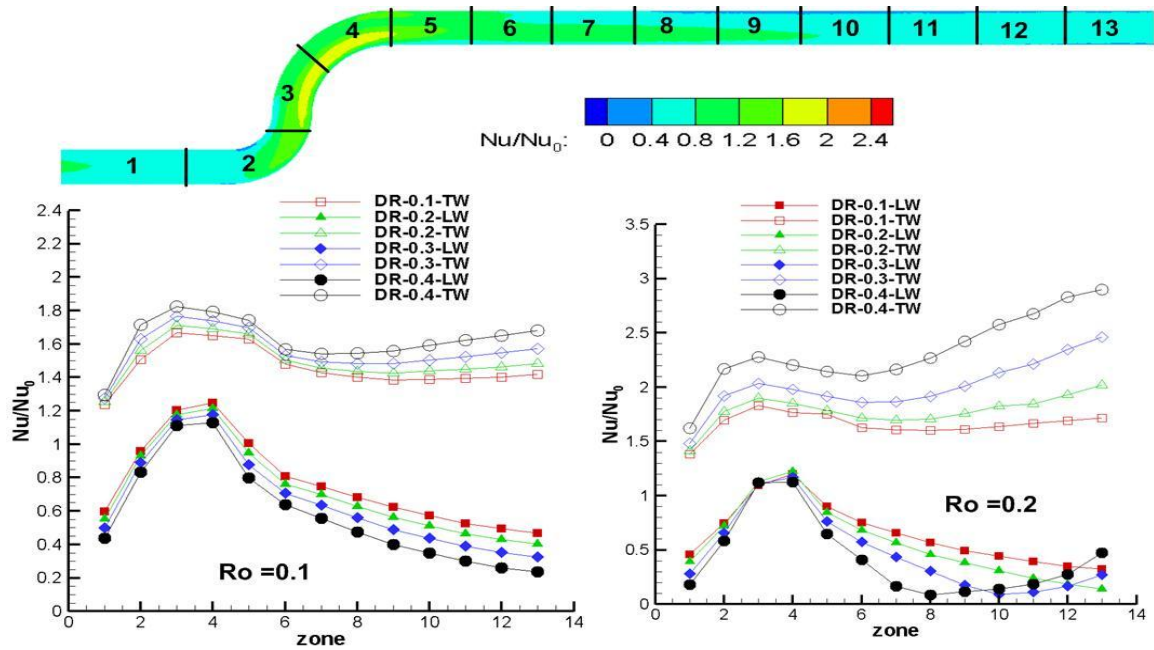 4 5 6 7 8 9 10 11 12 13
3
1 2
Nu/Nu0: 0 0.4 0.8 1.2 1.6 2 2.4
DR-0.1-TW
DR-0.2-LW
DR-0.2-TW
DR-0.3-LW
DR-0.3-TW
DR-0.4-LW
DR-0.4-TW
2.4
2.2
2
1.8
1.6
1.4
1.2
1
0.8
0.6
0.4
0.2
0
Nu/Nu0
Ro =0.1
0 2 4 6 8 10 12 14
zone
DR-0.1-LW
DR-0.1-TW
DR-0.2-LW
DR-0.2-TW
DR-0.3-LW
DR-0.3-TW
DR-0.4-LW
DR-0.4-TW
3.5
3
2.5
2
1.5
1
0.5
0
Nu/Nu0
Ro =0.2
0 2 4 6 8 10 12 14
zone